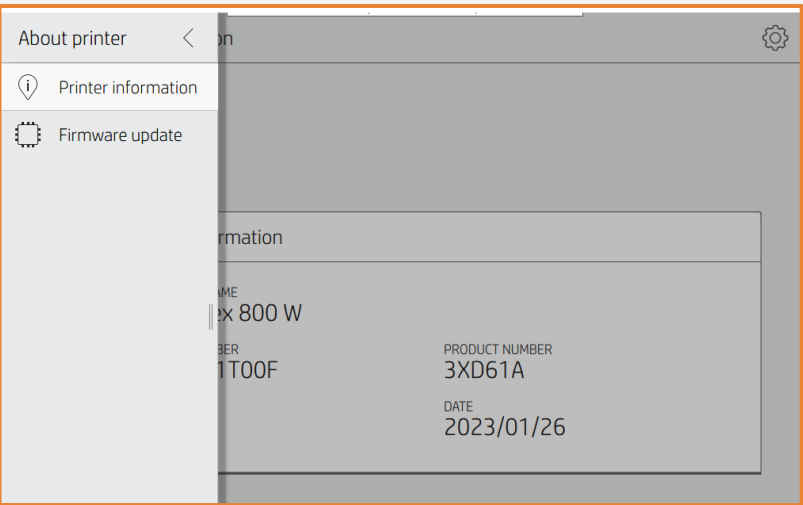 About printer
on
Printer information
Firmware update
rmation
AME
ex 800 W
BER
1T00F
PRODUCT NUMBER
3XD61A
DATE
2023/01/26